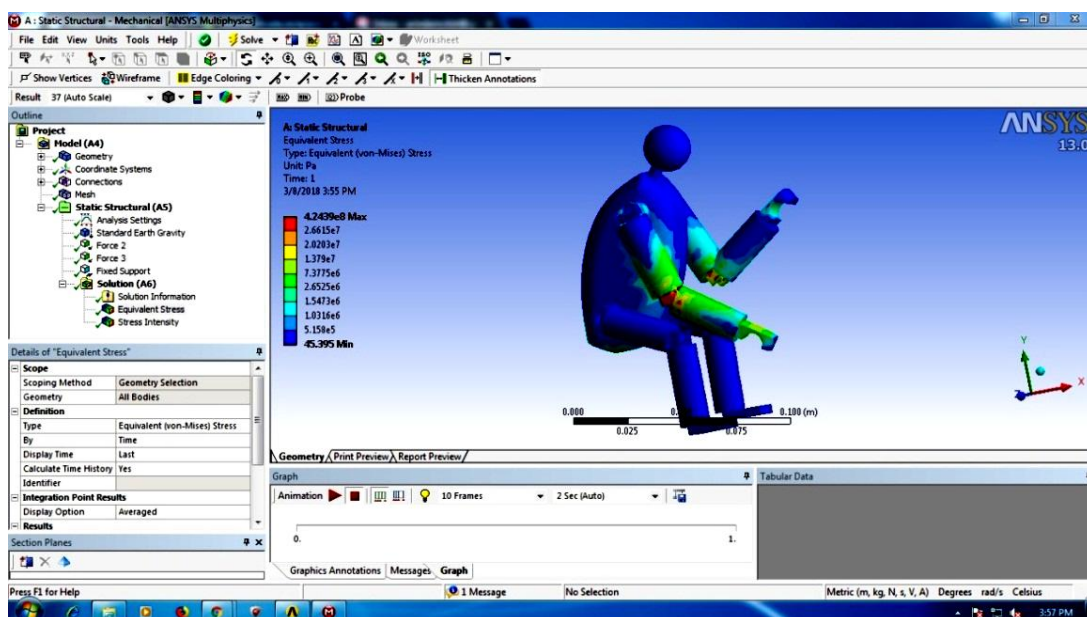 A : Static Structural - Mechanical [ANSYS Multiphysics]
File Edit View Units Tools Help Solve Worksheet
Show Vertices Wireframe Edge Coloring Thicken Annotations
Result 37 (Auto Scale) Probe
Outline
Project
Model (A4)
Geometry
Coordinate Systems
Connections
Mesh
Static Structural (A5)
Analysis Settings
Standard Earth Gravity
Force 2
Force 3
Fixed Support
Solution (A6)
Solution Information
Equivalent Stress
Stress Intensity
Details of "Equivalent Stress"
Scope
Scoping Method Geometry Selection
Geometry All Bodies
Definition
Type Equivalent (von-Mises) Stress
By Time
Display Time Last
Calculate Time History Yes
Identifier
Integration Point Results
Display Option Averaged
Results
Section Planes
A: Static Structural
Equivalent Stress
Type: Equivalent (von-Mises) Stress
Unit: Pa
Time: 1
3/8/2018 3:55 PM
4.2439e8 Max
2.6615e7
2.0203e7
1.379e7
7.3775e6
2.6525e6
1.5473e6
1.0316e6
5.158e5
45.395 Min
ANSYS
13.0
Y
X
0.000 0.100 (m)
0.025 0.075
Geometry Print Preview Report Preview
Graph
Animation 10 Frames 2 Sec (Auto)
0. 1.
Graphics Annotations Messages Graph
Tabular Data
Press F1 for Help 1 Message No Selection Metric (m, kg, N, s, V, A) Degrees rad/s Celsius
3:57 PM